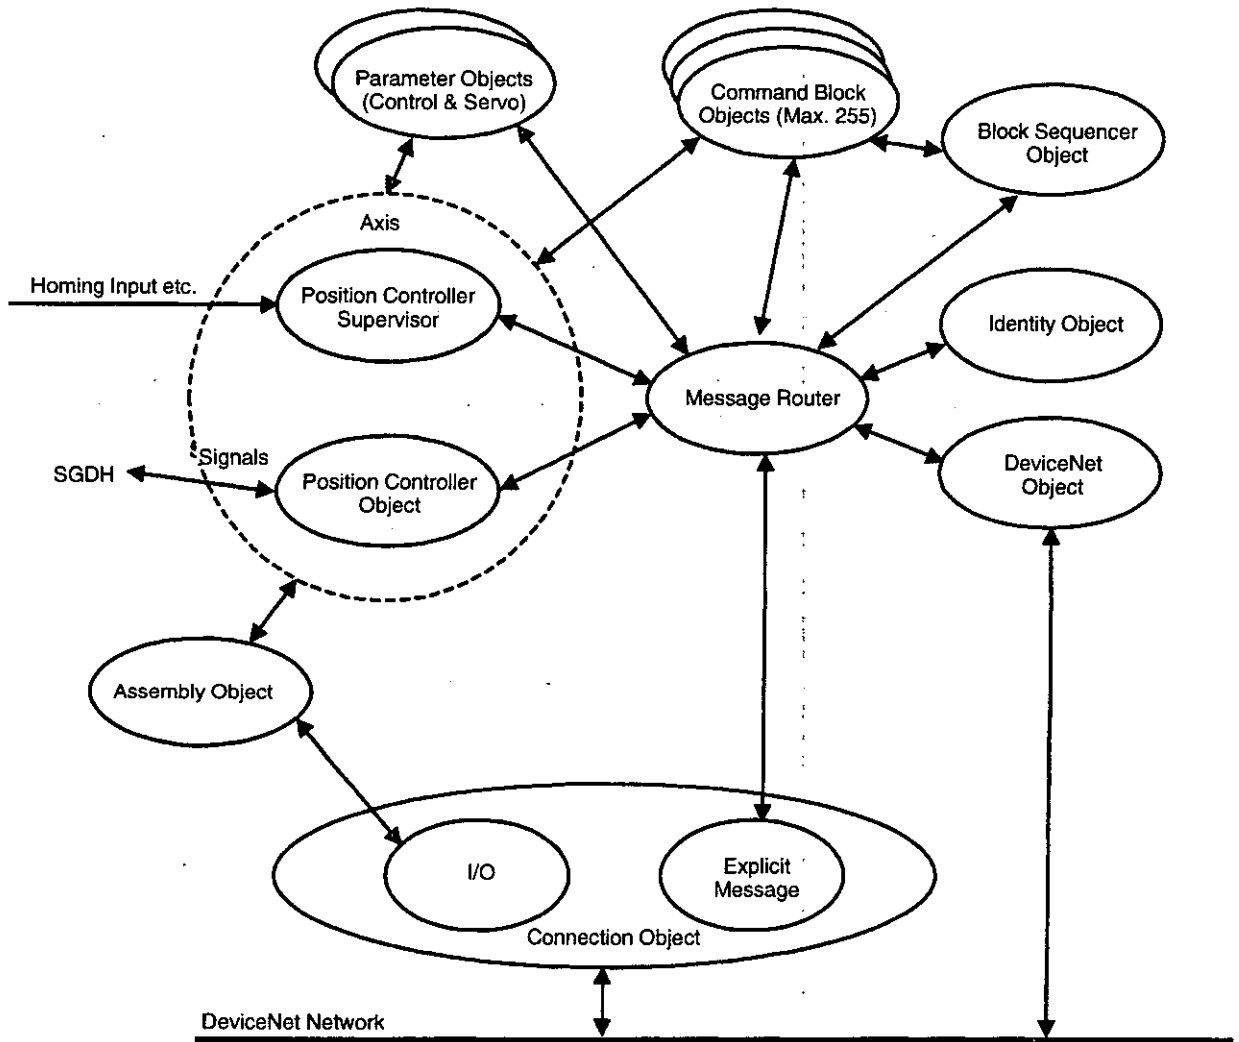 Parameter Objects
(Control & Servo)
Command Block
Objects (Max. 255)
Block Sequencer
Object
Axis
Homing Input etc.
Position Controller
Supervisor
Identity Object
Message Router
Signals
SGDH
Position Controller
Object
DeviceNet
Object
Assembly Object
I/O
Explicit
Message
Connection Object
DeviceNet Network